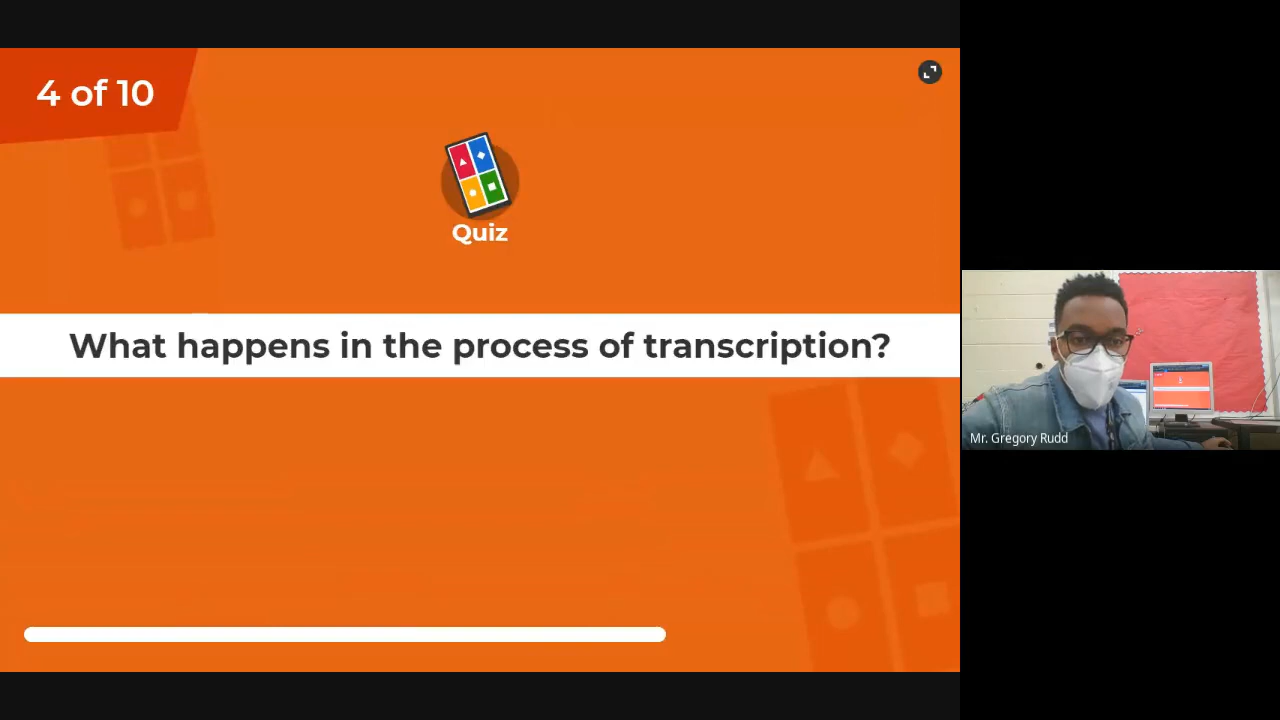 4 of 10
Quiz
What happens in the process of transcription?
Mr. Gregory Rudd